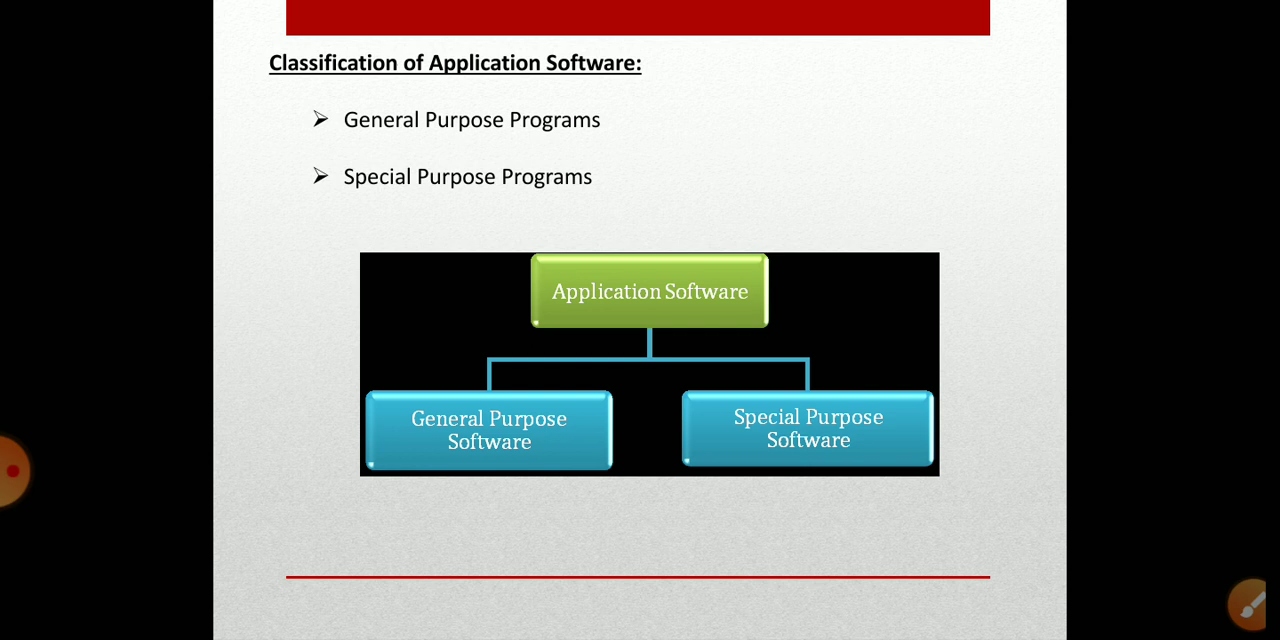 Classification of Application Software:
General Purpose Programs
Special Purpose Programs
Application Software
General Purpose
Software
Special Purpose
Software